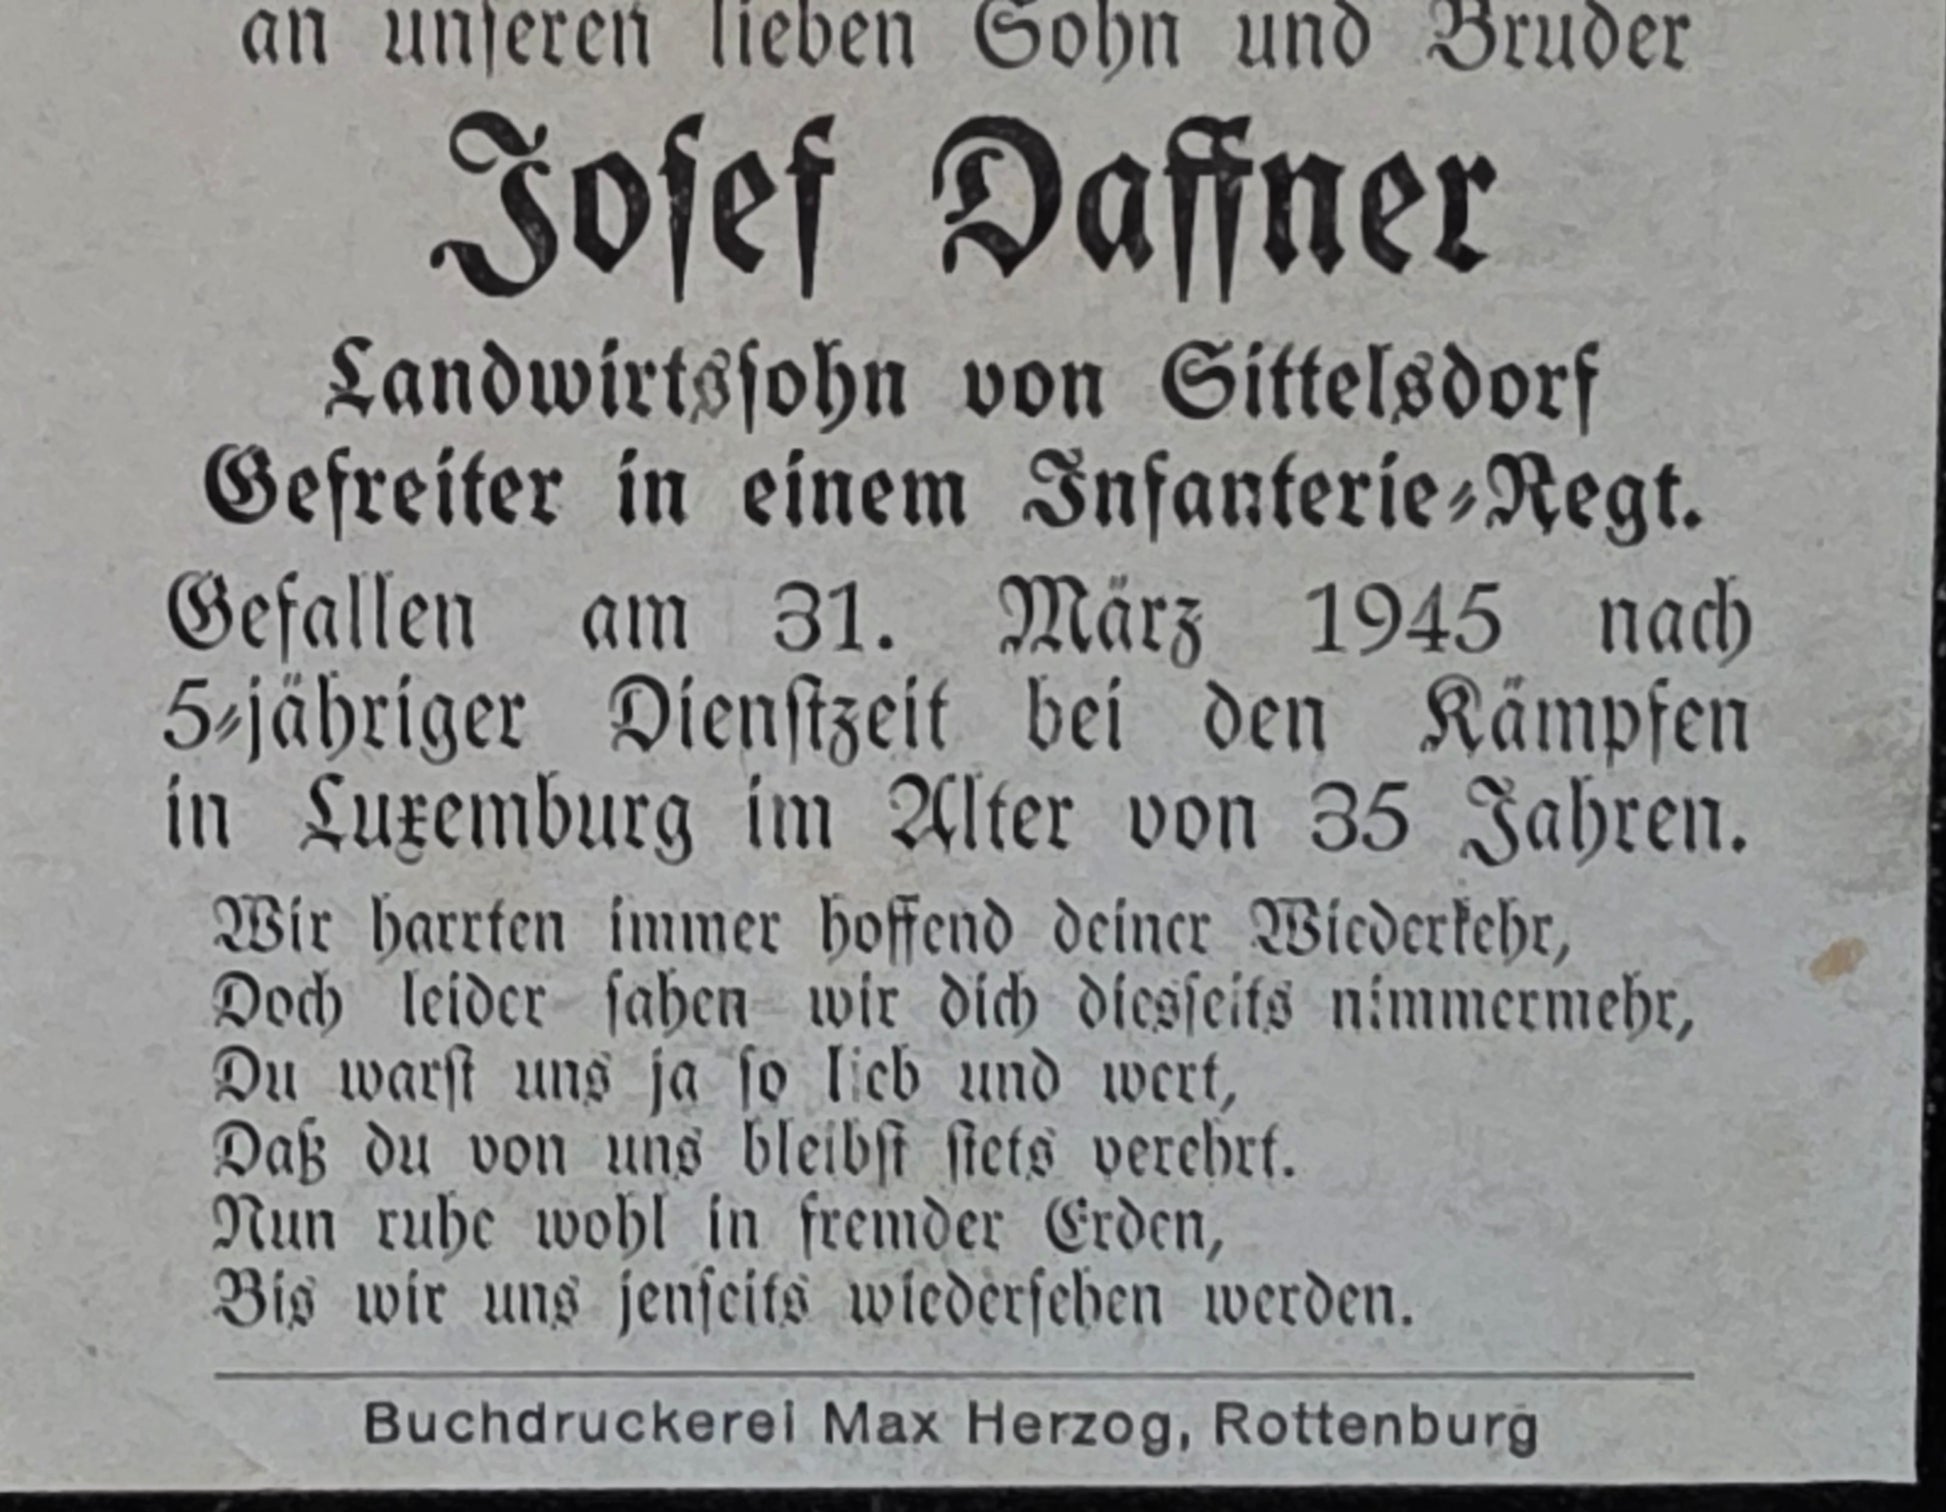 an unseren lieben Sohn und Bruder
Josef Daffner
Landwirtssohn von Sittelsdorf
Gefreiter in einem Infanterie-Regt.
Gefallen am 31. März 1945 nach
5-jähriger Dienstzeit bei den Kämpfen
in Luxemburg im Alter von 35 Jahren.
Wir harrten immer hoffend deiner Wiederkehr,
Doch leider sahen wir dich diesseits nimmermehr,
Du warst uns ja so lieb und wert,
Daß du von uns bleibst stets verehrt.
Nun ruhe wohl in fremder Erden,
Bis wir uns jenseits wiedersehen werden.
Buchdruckerei Max Herzog, Rottenburg